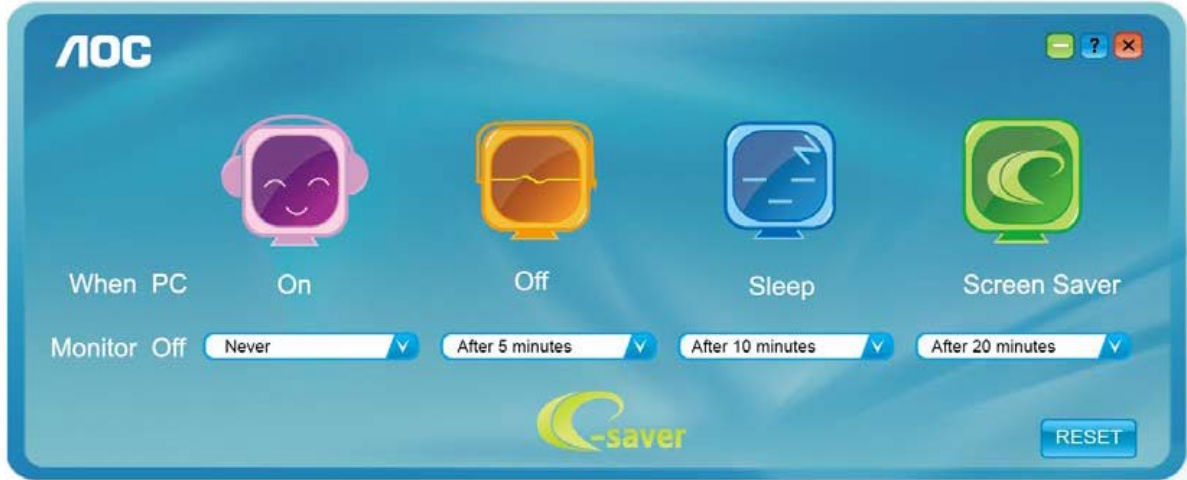 AOC
?
When PC On Off Sleep Screen Saver
Monitor Off Never After 5 minutes After 10 minutes After 20 minutes
e-saver
RESET